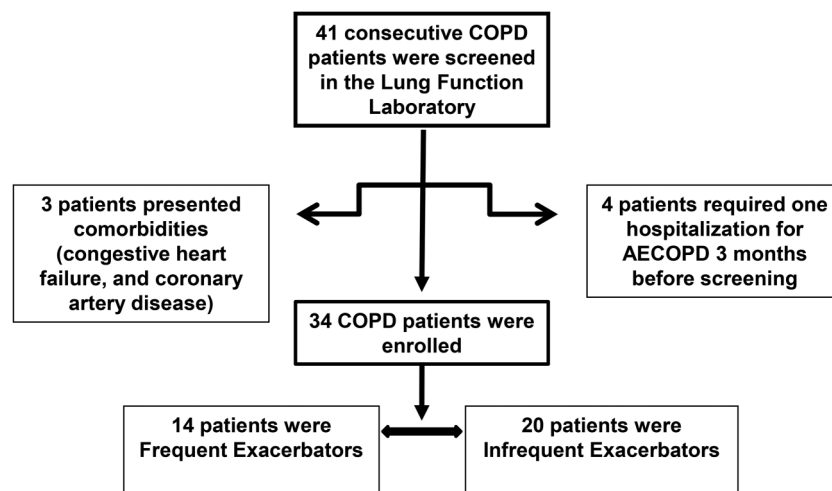 41 consecutive COPD
patients were screened
in the Lung Function
Laboratory
3 patients presented
comorbidities
(congestive heart
failure, and coronary
artery disease)
4 patients required one
hospitalization for
AECOPD 3 months
before screening
34 COPD patients were
enrolled
14 patients were
Frequent Exacerbators
20 patients were
Infrequent Exacerbators